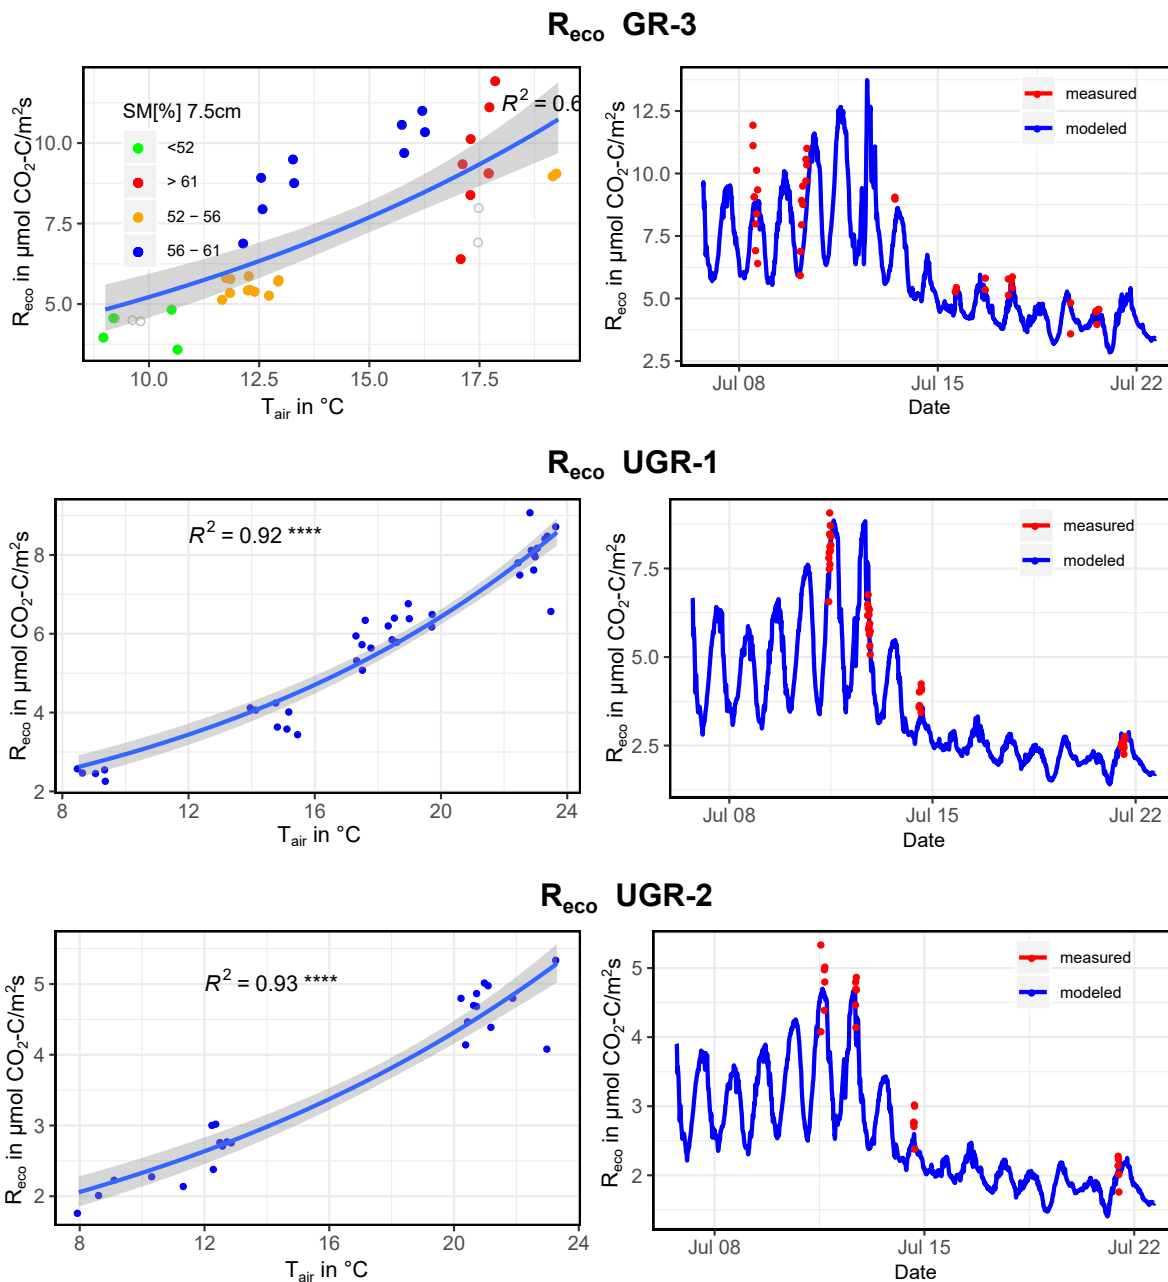 Reco GR-3
Reco in µmol CO2-C/m2s
10.0
7.5
5.0
SM[%] 7.5cm
<52
> 61
52 – 56
56 – 61
R2 = 0.6
10.0 12.5 15.0 17.5
Tair in °C
Reco in µmol CO2-C/m2s
12.5
10.0
7.5
5.0
2.5
measured
modeled
Jul 08 Jul 15 Jul 22
Date
Reco UGR-1
Reco in µmol CO2-C/m2s
8
6
4
2
R2 = 0.92 ****
8 12 16 20 24
Tair in °C
Reco in µmol CO2-C/m2s
7.5
5.0
2.5
measured
modeled
Jul 08 Jul 15 Jul 22
Date
Reco UGR-2
Reco in µmol CO2-C/m2s
5
4
3
2
R2 = 0.93 ****
8 12 16 20 24
Tair in °C
Reco in µmol CO2-C/m2s
5
4
3
2
measured
modeled
Jul 08 Jul 15 Jul 22
Date